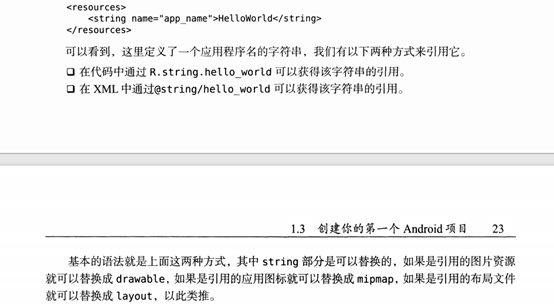 <resources>
    <string name="app_name">HelloWorld</string>
</resources>
可以看到，这里定义了一个应用程序名的字符串，我们有以下两种方式来引用它。
❑ 在代码中通过 R.string.hello_world 可以获得该字符串的引用。
❑ 在 XML 中通过@string/hello_world 可以获得该字符串的引用。
1.3 创建你的第一个 Android 项目 23
基本的语法就是上面这两种方式，其中 string 部分是可以替换的，如果是引用的图片资源
就可以替换成 drawable，如果是引用的应用图标就可以替换成 mipmap，如果是引用的布局文件
就可以替换成 layout，以此类推。